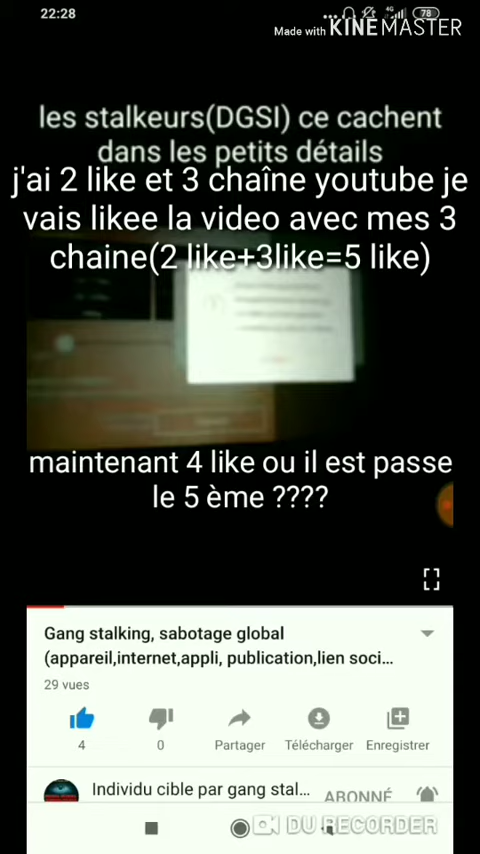 22:28
4G
78
Made with KINEMASTER
les stalkeurs(DGSI) ce cachent
dans les petits détails
j'ai 2 like et 3 chaîne youtube je
vais likee la video avec mes 3
chaine(2 like+3like=5 like)
maintenant 4 like ou il est passe
le 5 ème ????
Gang stalking, sabotage global
(appareil,internet,appli, publication,lien soci...
29 vues
4
0
Partager
Télécharger
Enregistrer
Individu cible par gang stal...
ABONNÉ
DU RECORDER